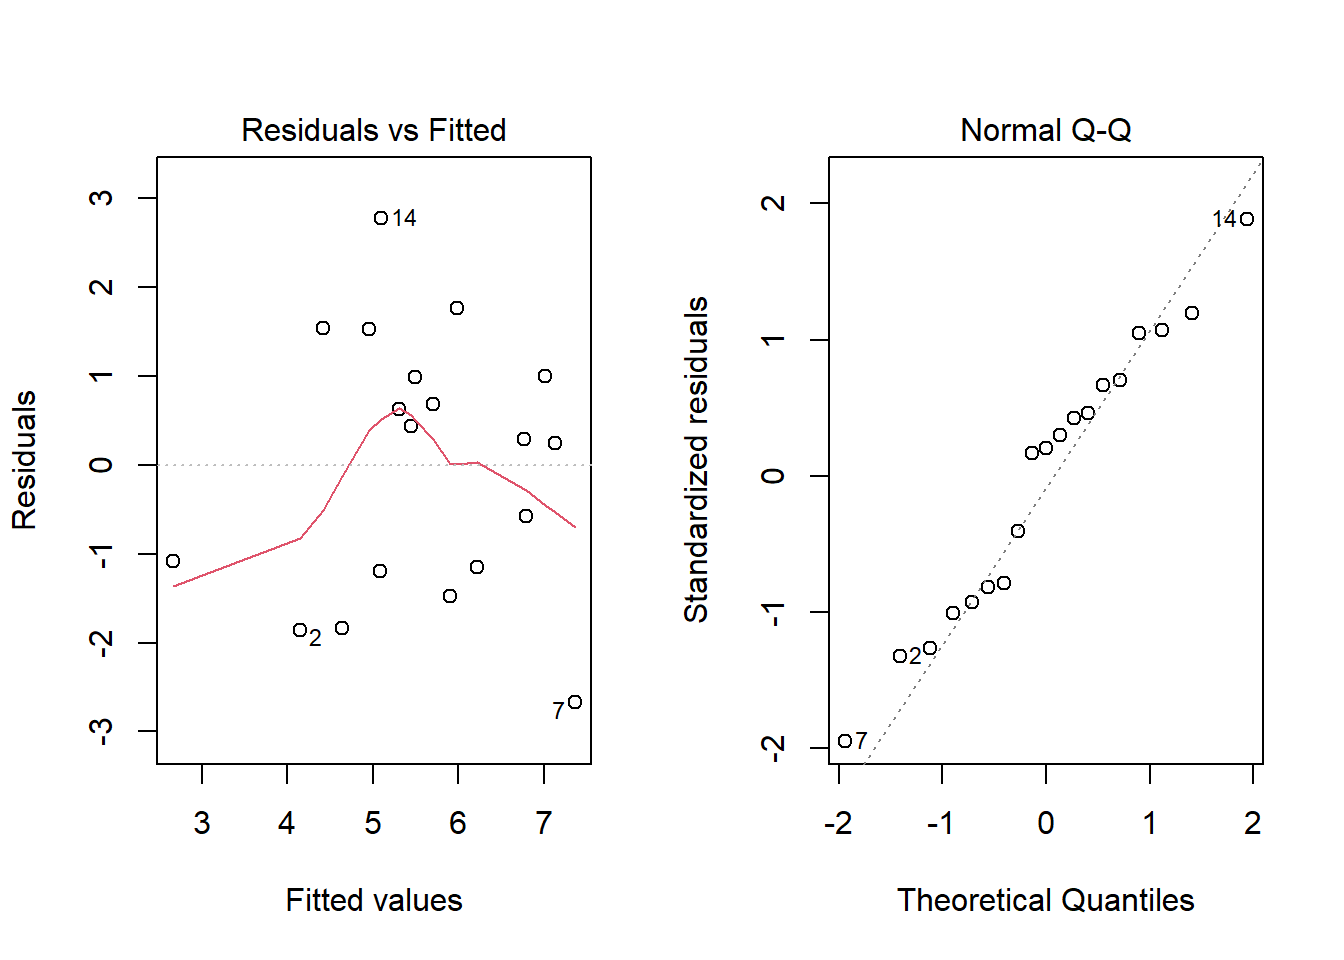 Residuals vs Fitted
3
2
1
0
-1
-2
-3
Residuals
14
2
7
3 4 5 6 7
Fitted values
Normal Q-Q
2
1
0
-1
-2
Standardized residuals
14
2
7
-2 -1 0 1 2
Theoretical Quantiles